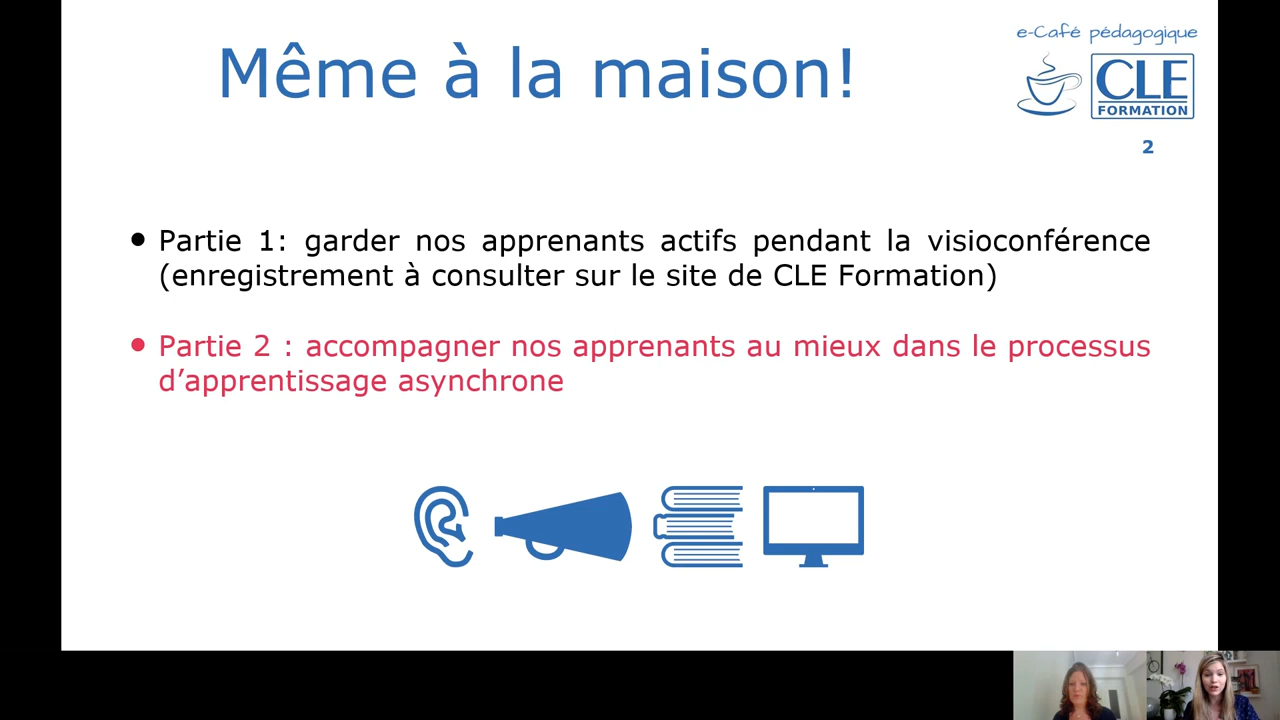 Même à la maison!
e-Café pédagogique
CLE
FORMATION
2
• Partie 1: garder nos apprenants actifs pendant la visioconférence
(enregistrement à consulter sur le site de CLE Formation)
• Partie 2 : accompagner nos apprenants au mieux dans le processus
d’apprentissage asynchrone